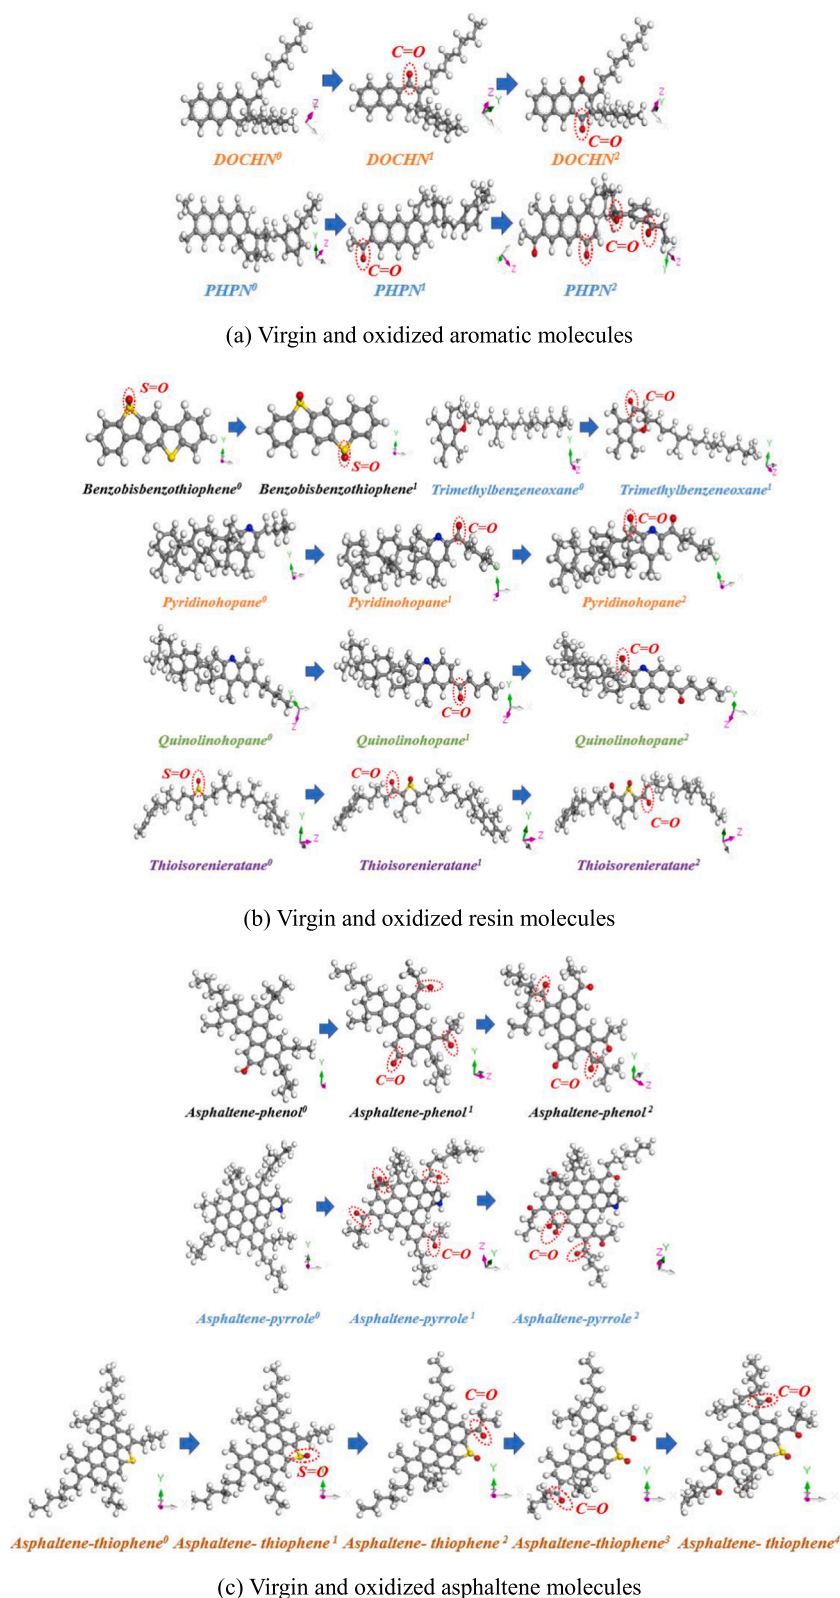 C=O
C=O
DOCHN⁰ DOCHN¹ DOCHN²
C=O
C=O
PHPN⁰ PHPN¹ PHPN²
(a) Virgin and oxidized aromatic molecules
S=O C=O
S=O
Benzobisbenzothiophene⁰ Benzobisbenzothiophene¹ Trimethylbenzeneoxane⁰ Trimethylbenzeneoxane¹
C=O C=O
Pyridinohopane⁰ Pyridinohopane¹ Pyridinohopane²
C=O
C=O
Quinolinohopane⁰ Quinolinohopane¹ Quinolinohopane²
S=O C=O
C=O
Thioisorenieratane⁰ Thioisorenieratane¹ Thioisorenieratane²
(b) Virgin and oxidized resin molecules
C=O C=O
Asphaltene-phenol⁰ Asphaltene-phenol¹ Asphaltene-phenol²
C=O C=O
Asphaltene-pyrrole⁰ Asphaltene-pyrrole¹ Asphaltene-pyrrole²
C=O C=O
S=O
C=O
Asphaltene-thiophene⁰ Asphaltene- thiophene¹ Asphaltene- thiophene² Asphaltene-thiophene³ Asphaltene- thiophene⁴
(c) Virgin and oxidized asphaltene molecules